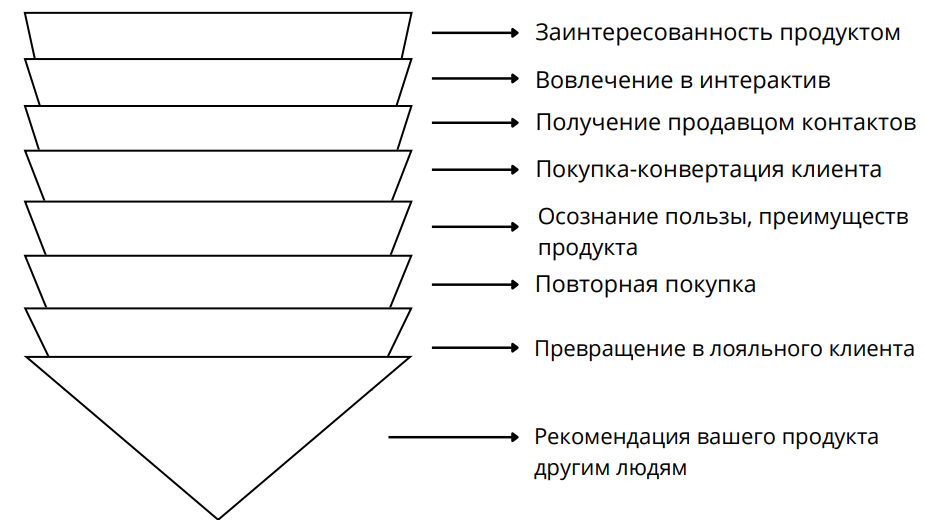 Заинтересованность продуктом
Вовлечение в интерактив
Получение продавцом контактов
Покупка-конвертация клиента
Осознание пользы, преимуществ
продукта
Повторная покупка
Превращение в лояльного клиента
Рекомендация вашего продукта
другим людям